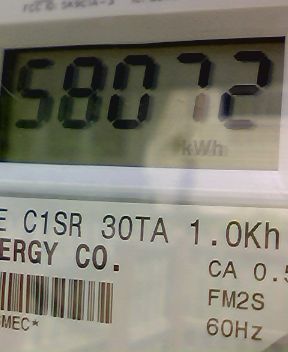 58072
kWh
E C1SR 30TA 1.0Kh
ERGY CO.
CA 0.5
FM2S
60Hz
MEC*